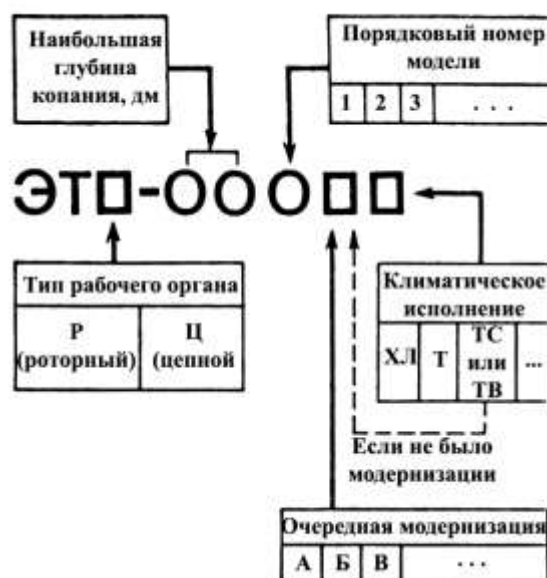 Наибольшая
глубина
копания, дм
Порядковый номер
модели
1 2 3 . . .
ЭТ□-ООО□□
Тип рабочего органа
Р
(роторный)
Ц
(цепной
Климатическое
исполнение
ХЛ
Т
ТС
или
ТВ
...
Если не было
модернизации
Очередная модернизация
А Б В . . .